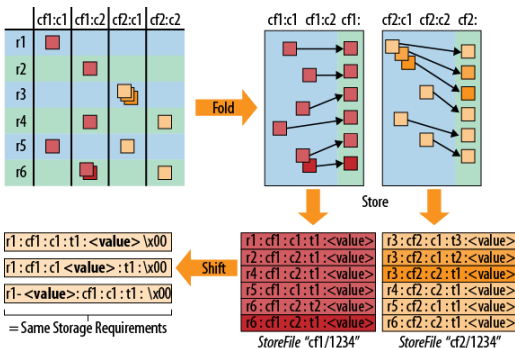 cf1:c1 cf1:c2 cf2:c1 cf2:c2
r1
r2
r3
r4
r5
r6
Fold
cf1:c1 cf1:c2 cf1:
cf2:c1 cf2:c2 cf2:
Store
r1 : cf1 : c1 : t1 : <value> \x00
r1 : cf1 : c1 <value> : t1 : \x00
r1- <value>: cf1 : c1 : t1 : \x00
= Same Storage Requirements
Shift
r1 : cf1 : c1 : t1 : <value>
r2 : cf1 : c2 : t1 : <value>
r4 : cf1 : c2 : t1 : <value>
r5 : cf1 : c1 : t1 : <value>
r6 : cf1 : c2 : t2 : <value>
r6 : cf1 : c2 : t1 : <value>
StoreFile "cf1/1234"
r3 : cf2 : c1 : t3 : <value>
r3 : cf2 : c1 : t2 : <value>
r3 : cf2 : c2 : t1 : <value>
r4 : cf2 : c2 : t1 : <value>
r5 : cf2 : c1 : t1 : <value>
r6 : cf2 : c2 : t1 : <value>
StoreFile "cf2/1234"